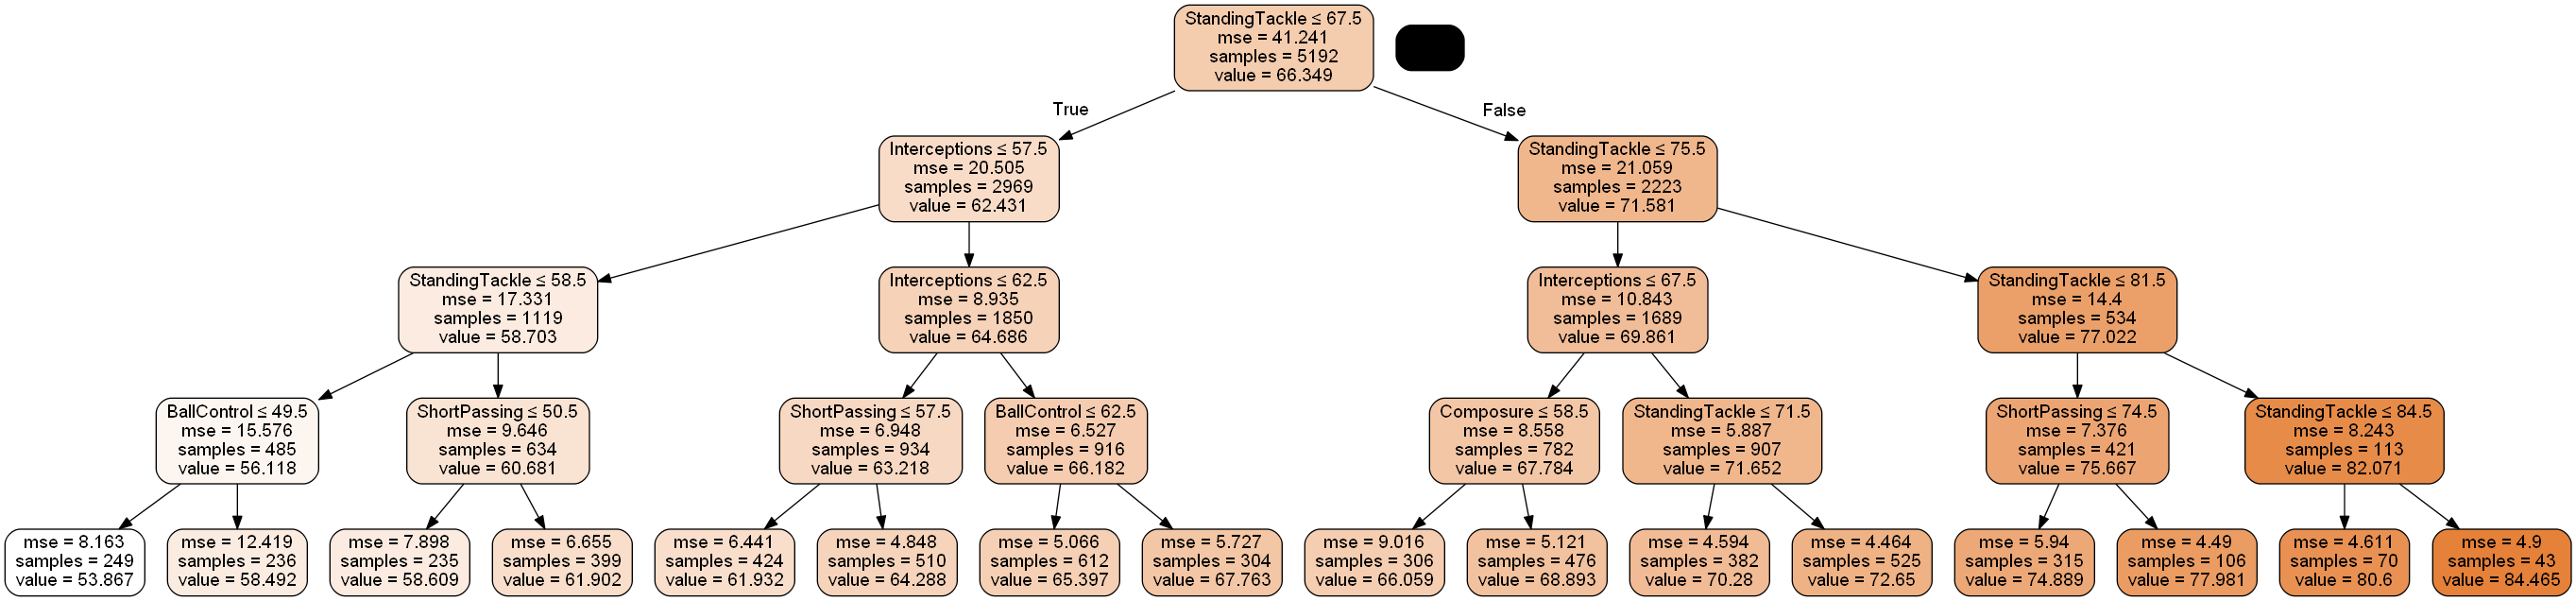 StandingTackle ≤ 67.5
mse = 41.241
samples = 5192
value = 66.349
True
False
Interceptions ≤ 57.5
mse = 20.505
samples = 2969
value = 62.431
StandingTackle ≤ 75.5
mse = 21.059
samples = 2223
value = 71.581
StandingTackle ≤ 58.5
mse = 17.331
samples = 1119
value = 58.703
Interceptions ≤ 62.5
mse = 8.935
samples = 1850
value = 64.686
Interceptions ≤ 67.5
mse = 10.843
samples = 1689
value = 69.861
StandingTackle ≤ 81.5
mse = 14.4
samples = 534
value = 77.022
BallControl ≤ 49.5
mse = 15.576
samples = 485
value = 56.118
ShortPassing ≤ 50.5
mse = 9.646
samples = 634
value = 60.681
ShortPassing ≤ 57.5
mse = 6.948
samples = 934
value = 63.218
BallControl ≤ 62.5
mse = 6.527
samples = 916
value = 66.182
Composure ≤ 58.5
mse = 8.558
samples = 782
value = 67.784
StandingTackle ≤ 71.5
mse = 5.887
samples = 907
value = 71.652
ShortPassing ≤ 74.5
mse = 7.376
samples = 421
value = 75.667
StandingTackle ≤ 84.5
mse = 8.243
samples = 113
value = 82.071
mse = 8.163
samples = 249
value = 53.867
mse = 12.419
samples = 236
value = 58.492
mse = 7.898
samples = 235
value = 58.609
mse = 6.655
samples = 399
value = 61.902
mse = 6.441
samples = 424
value = 61.932
mse = 4.848
samples = 510
value = 64.288
mse = 5.066
samples = 612
value = 65.397
mse = 5.727
samples = 304
value = 67.763
mse = 9.016
samples = 306
value = 66.059
mse = 5.121
samples = 476
value = 68.893
mse = 4.594
samples = 382
value = 70.28
mse = 4.464
samples = 525
value = 72.65
mse = 5.94
samples = 315
value = 74.889
mse = 4.49
samples = 106
value = 77.981
mse = 4.611
samples = 70
value = 80.6
mse = 4.9
samples = 43
value = 84.465